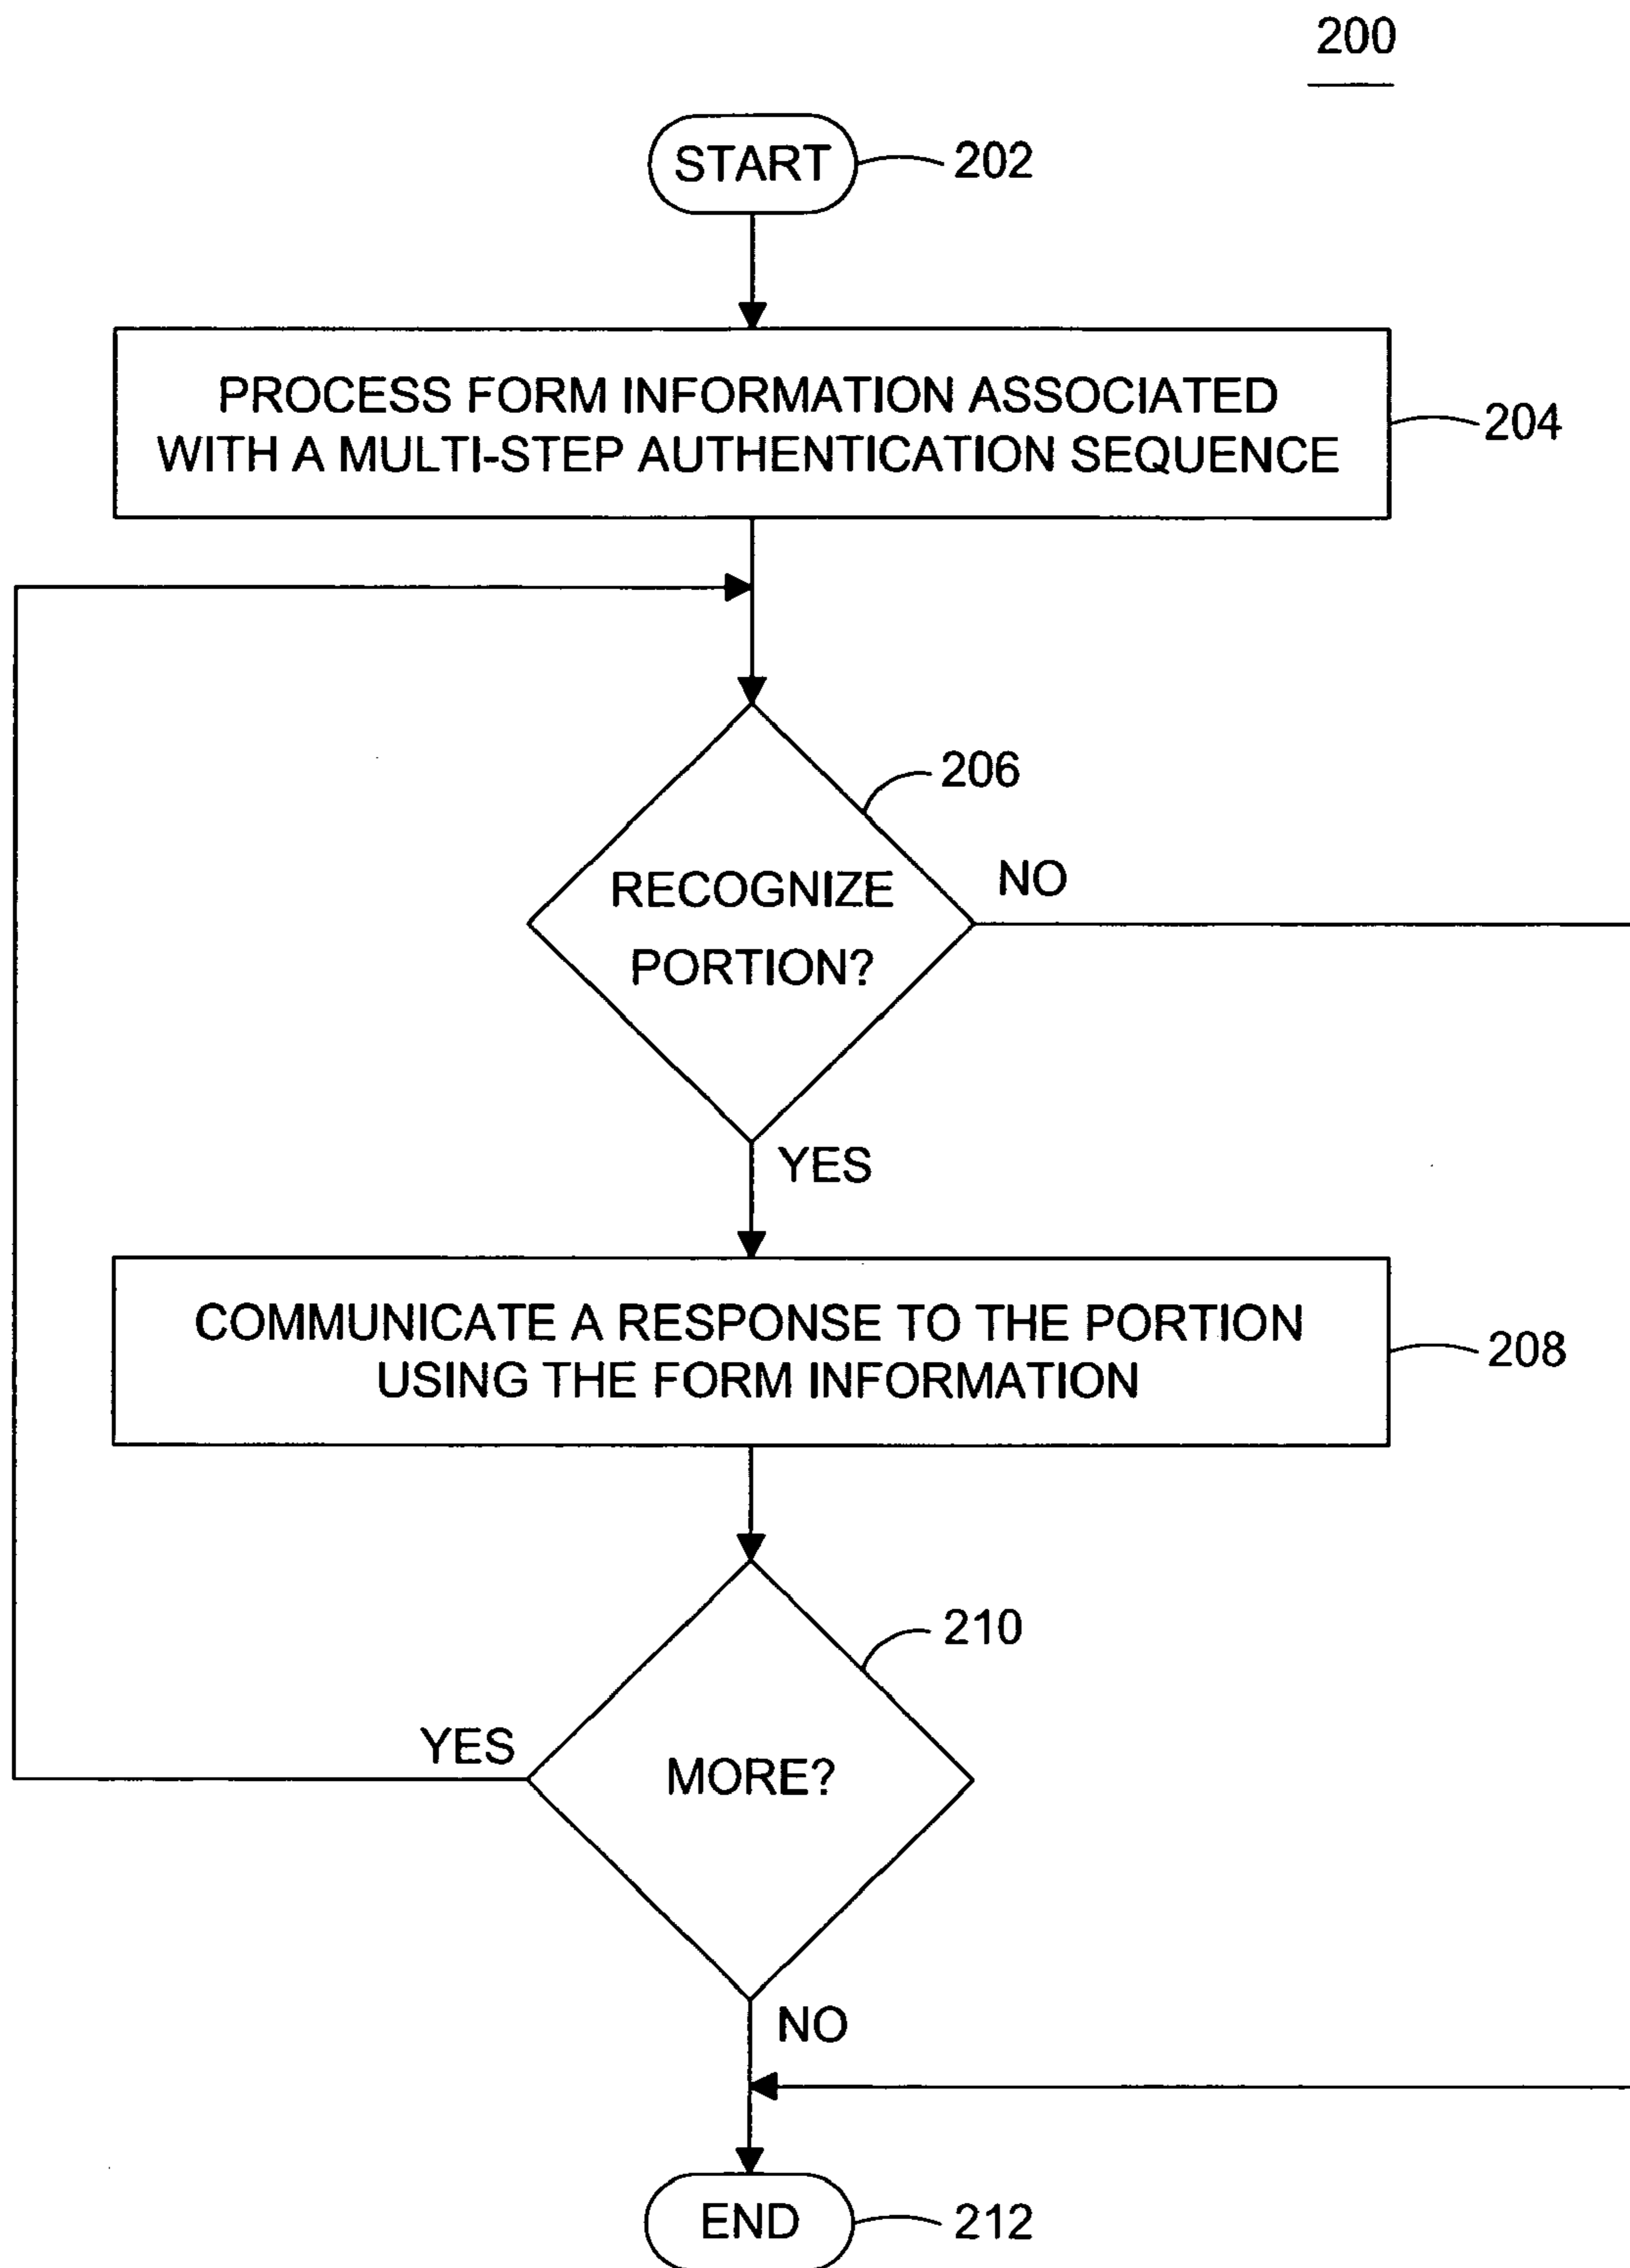 200
START
202
PROCESS FORM INFORMATION ASSOCIATED
WITH A MULTI-STEP AUTHENTICATION SEQUENCE
204
206
RECOGNIZE
PORTION?
NO
YES
COMMUNICATE A RESPONSE TO THE PORTION
USING THE FORM INFORMATION
208
210
YES
MORE?
NO
END
212